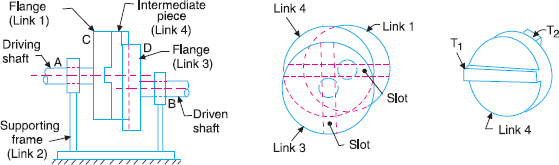 Flange
(Link 1)
Intermediate
piece
(Link 4)
C
D
Driving
shaft
A
Flange
(Link 3)
B
Driven
shaft
Supporting
frame
(Link 2)
Link 4
Link 1
Slot
Slot
Link 3
T2
T1
Link 4